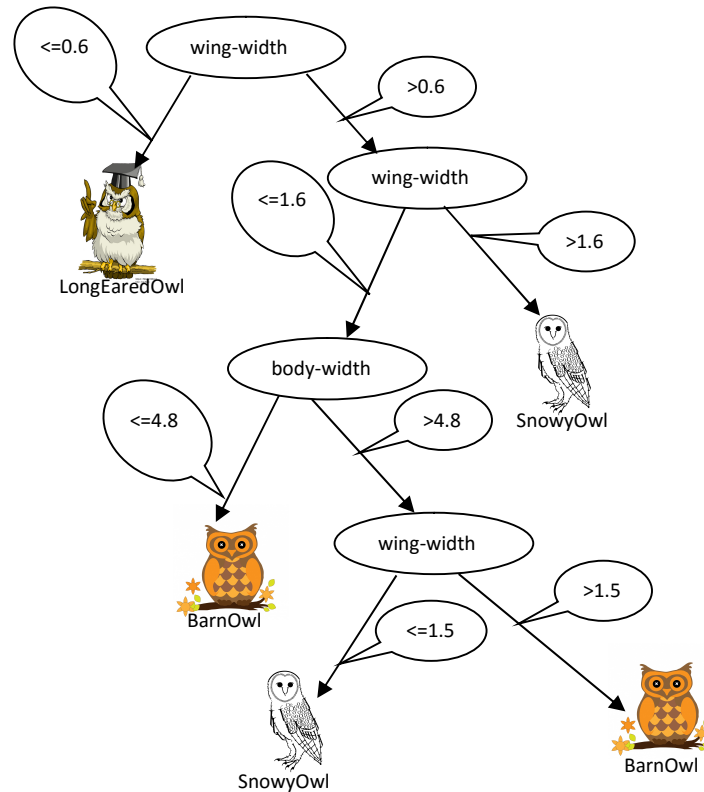 <=0.6
wing-width
>0.6
wing-width
<=1.6
>1.6
LongEaredOwl
body-width
SnowyOwl
<=4.8
>4.8
wing-width
BarnOwl
<=1.5
>1.5
SnowyOwl
BarnOwl